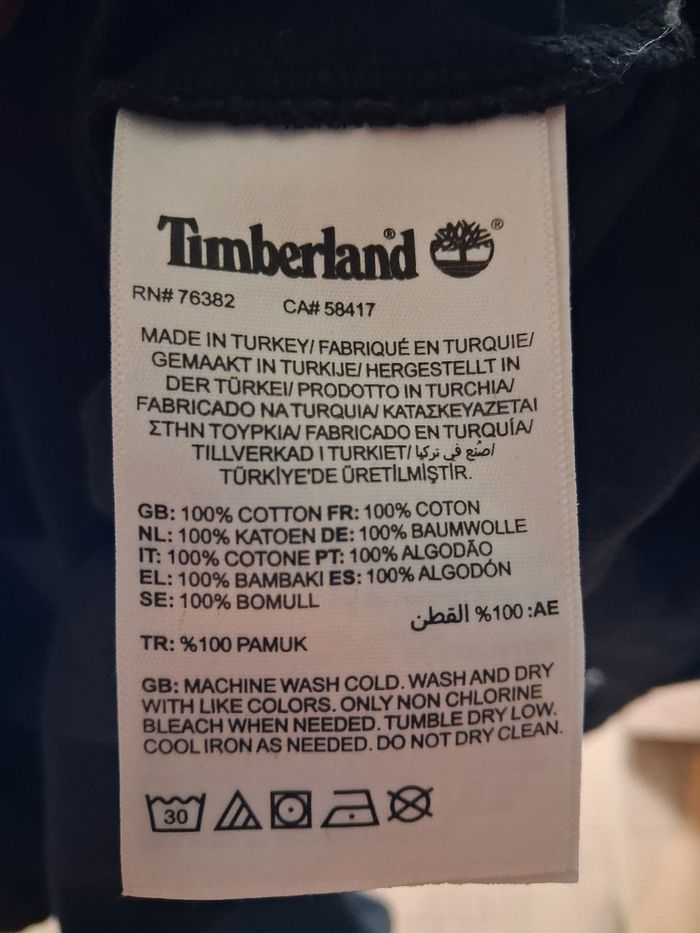 Timberland®
®
RN# 76382 CA# 58417
MADE IN TURKEY/ FABRIQUÉ EN TURQUIE/
GEMAAKT IN TURKIJE/ HERGESTELLT IN
DER TÜRKEI/ PRODOTTO IN TURCHIA/
FABRICADO NA TURQUIA/ ΚΑΤΑΣΚΕΥΑΖΕΤΑΙ
ΣΤΗΝ ΤΟΥΡΚΙΑ/ FABRICADO EN TURQUÍA/
TILLVERKAD I TURKIET/ اصُنع في تركيا/
TÜRKİYE'DE ÜRETİLMİŞTİR.
GB: 100% COTTON FR: 100% COTON
NL: 100% KATOEN DE: 100% BAUMWOLLE
IT: 100% COTONE PT: 100% ALGODÃO
EL: 100% ΒΑΜΒΑΚΙ ES: 100% ALGODÓN
SE: 100% BOMULL
AE: 100% القطن
TR: %100 PAMUK
GB: MACHINE WASH COLD. WASH AND DRY
WITH LIKE COLORS. ONLY NON CHLORINE
BLEACH WHEN NEEDED. TUMBLE DRY LOW.
COOL IRON AS NEEDED. DO NOT DRY CLEAN.
30